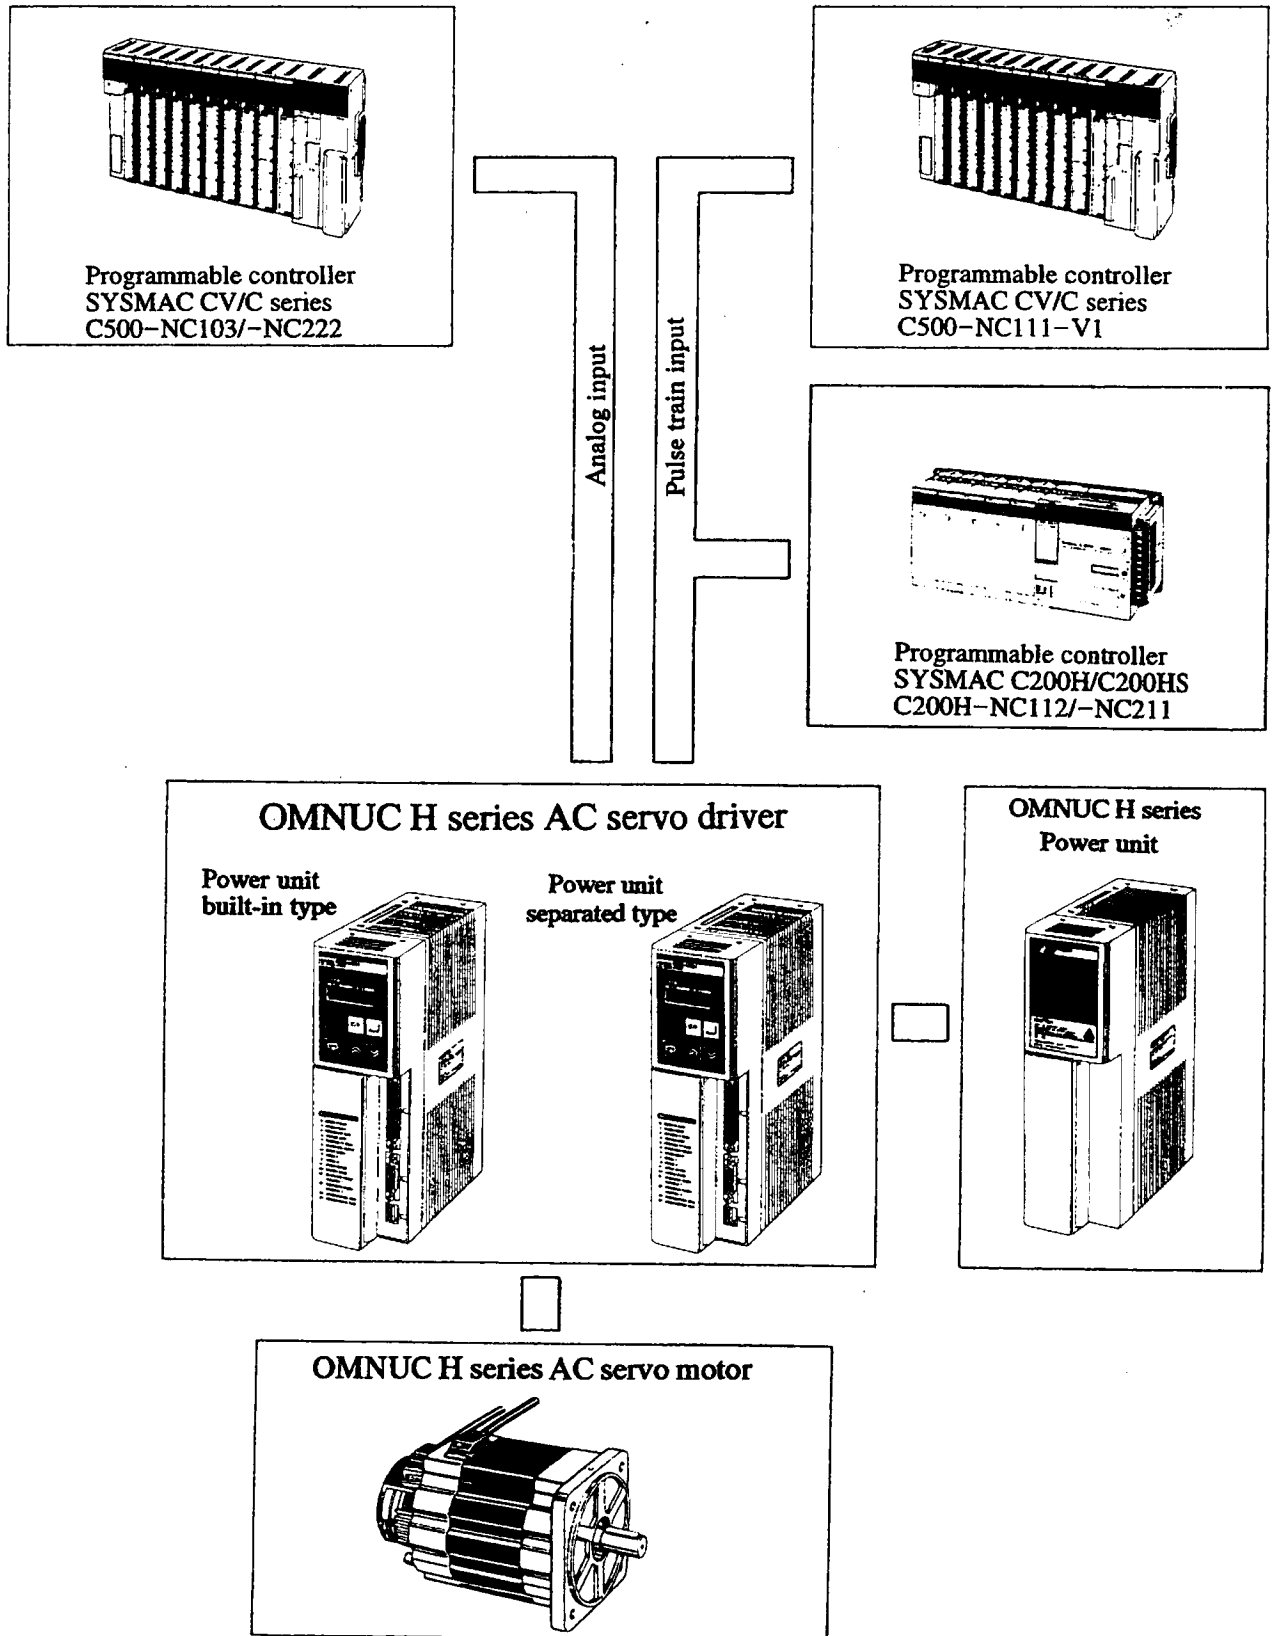 Programmable controller
SYSMAC CV/C series
C500-NC103/-NC222
Programmable controller
SYSMAC CV/C series
C500-NC111-V1
Analog input
Pulse train input
Programmable controller
SYSMAC C200H/C200HS
C200H-NC112/-NC211
OMNUC H series AC servo driver
Power unit
built-in type
Power unit
separated type
OMNUC H series
Power unit
OMNUC H series AC servo motor